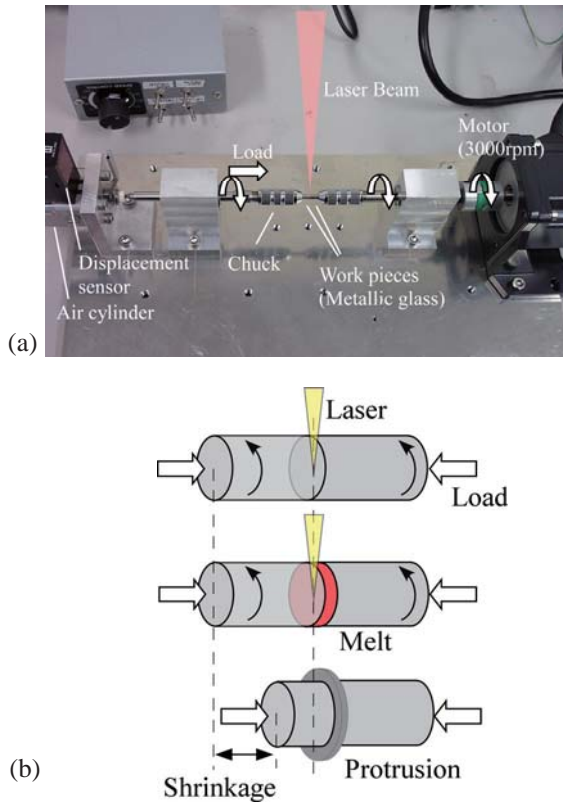 Laser Beam
Motor
(3000rpm)
Load
Displacement
sensor
Air cylinder
Chuck
Work pieces
(Metallic glass)
(a)
Laser
Load
Melt
Shrinkage
Protrusion
(b)